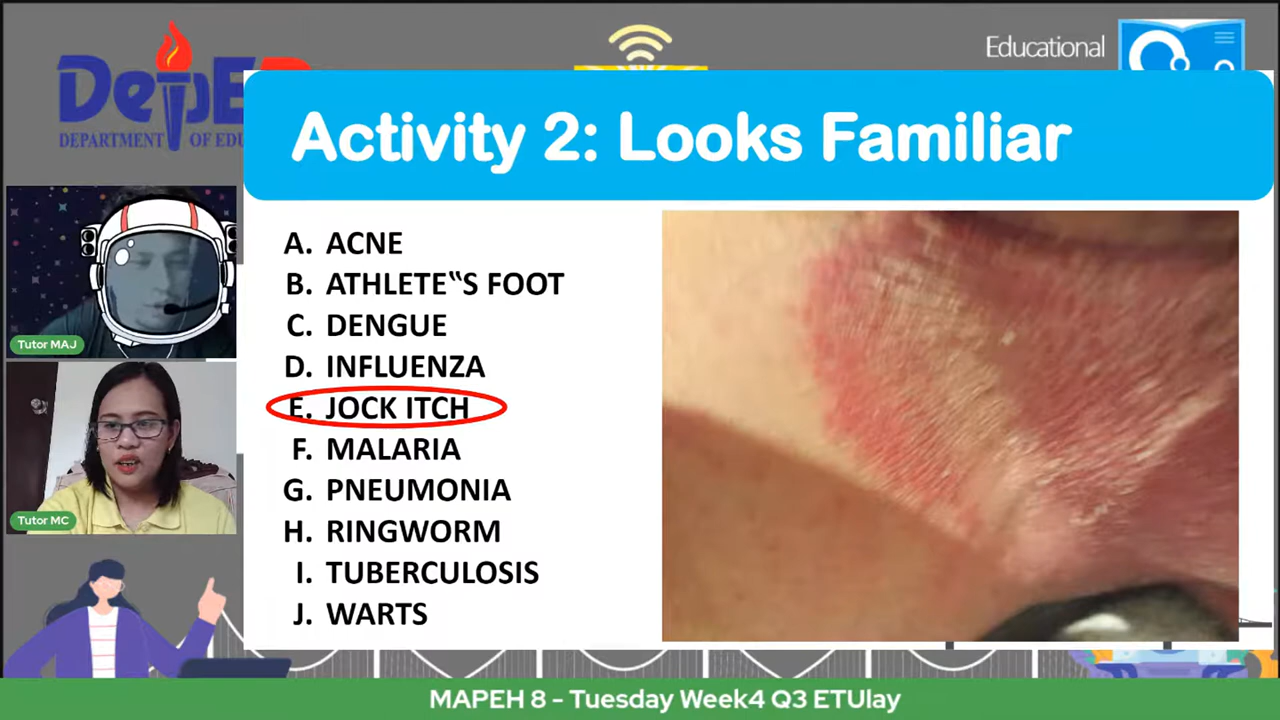 DepE
DEPARTMENT OF EDU
Educational
Activity 2: Looks Familiar
A. ACNE
B. ATHLETE‟S FOOT
C. DENGUE
D. INFLUENZA
E. JOCK ITCH
F. MALARIA
G. PNEUMONIA
H. RINGWORM
I. TUBERCULOSIS
J. WARTS
Tutor MAJ
Tutor MC
MAPEH 8 - Tuesday Week4 Q3 ETUlay